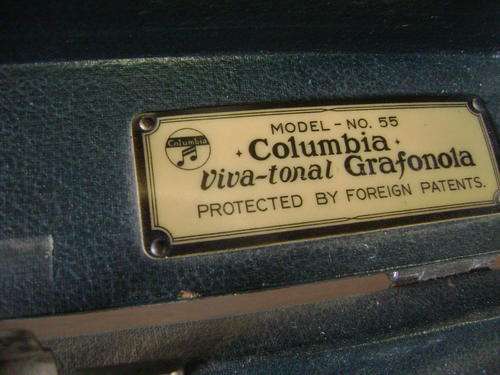 MODEL - NO. 55
Columbia
Columbia
Viva-tonal Grafonola
PROTECTED BY FOREIGN PATENTS.